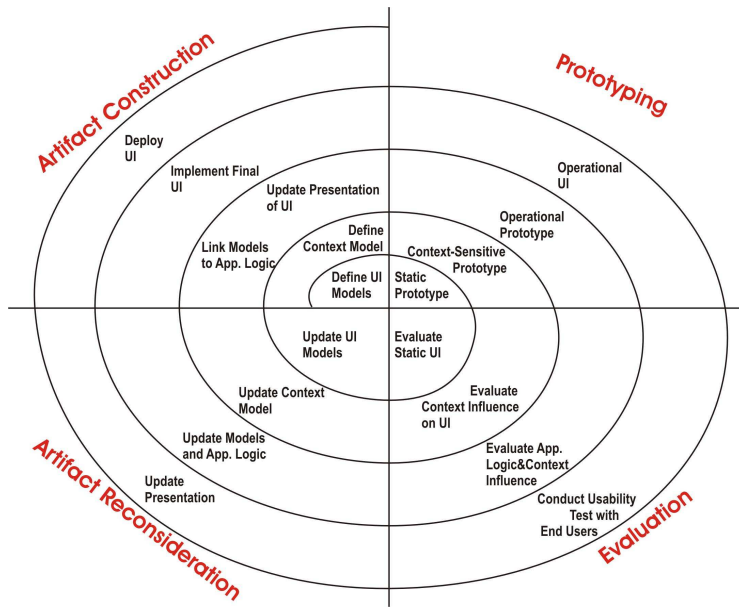 Artifact Construction
Prototyping
Deploy
UI
Implement Final
UI
Update Presentation
of UI
Link Models
to App. Logic
Define
Context Model
Define UI
Models
Static
Prototype
Context-Sensitive
Prototype
Operational
Prototype
Operational
UI
Update UI
Models
Evaluate
Static UI
Update Context
Model
Evaluate
Context Influence
on UI
Update Models
and App. Logic
Evaluate App.
Logic&Context
Influence
Update
Presentation
Conduct Usability
Test with
End Users
Artifact Reconsideration
Evaluation